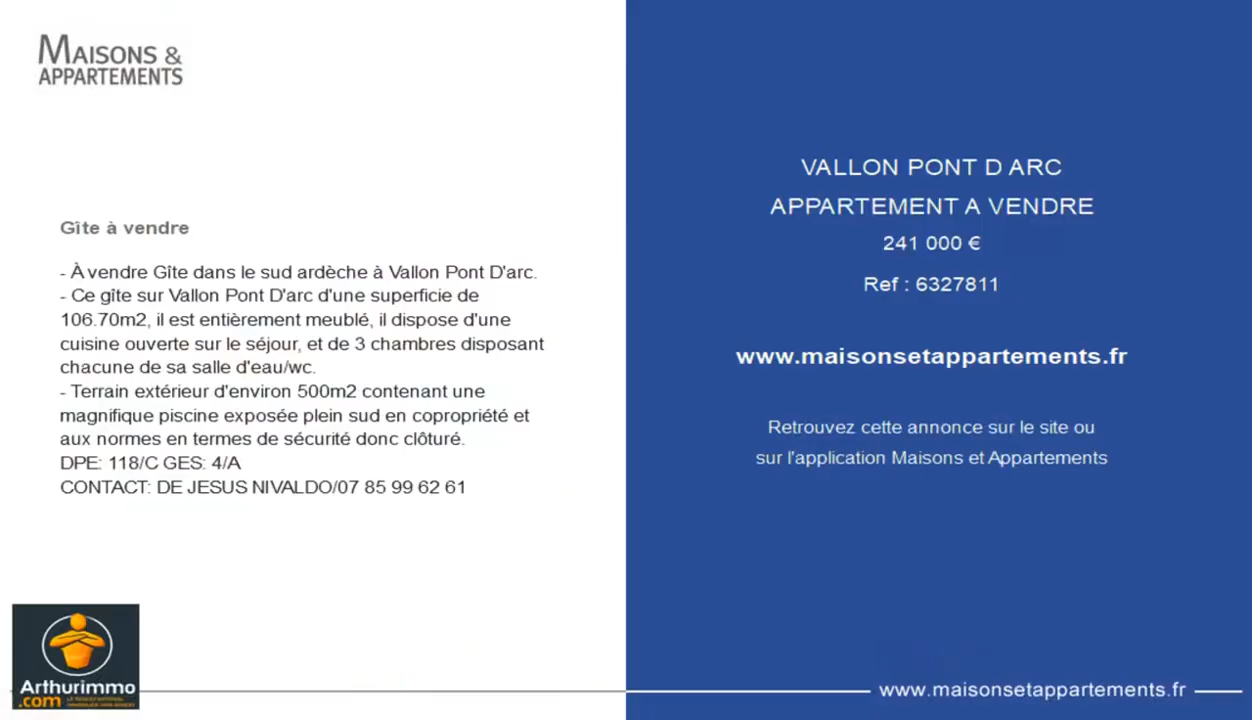 MAISONS &
APPARTEMENTS
Gîte à vendre
- À vendre Gîte dans le sud ardèche à Vallon Pont D'arc.
- Ce gîte sur Vallon Pont D'arc d'une superficie de
106.70m2, il est entièrement meublé, il dispose d'une
cuisine ouverte sur le séjour, et de 3 chambres disposant
chacune de sa salle d'eau/wc.
- Terrain extérieur d'environ 500m2 contenant une
magnifique piscine exposée plein sud en copropriété et
aux normes en termes de sécurité donc clôturé.
DPE: 118/C GES: 4/A
CONTACT: DE JESUS NIVALDO/07 85 99 62 61
Arthurimmo
.com
VALLON PONT D ARC
APPARTEMENT A VENDRE
241 000 €
Ref : 6327811
www.maisonsetappartements.fr
Retrouvez cette annonce sur le site ou
sur l'application Maisons et Appartements
www.maisonsetappartements.fr